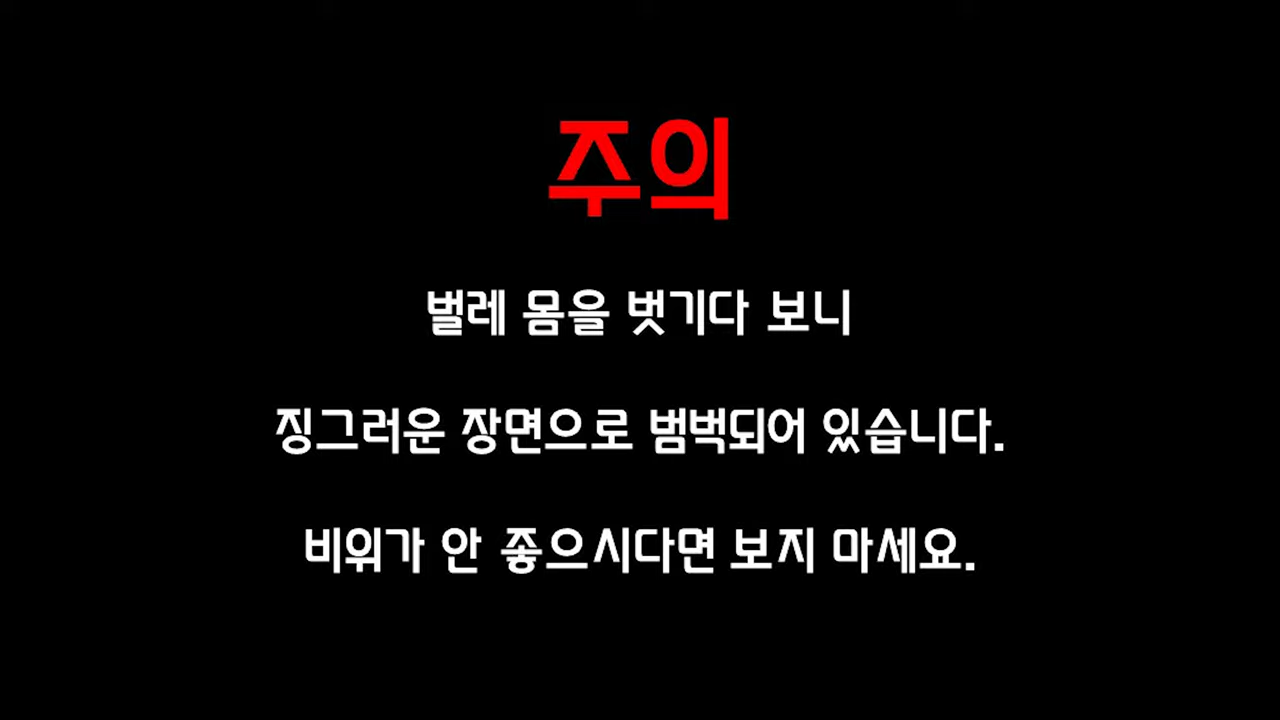 주의
벌레 몸을 벗기다 보니
징그러운 장면으로 범벅되어 있습니다.
비위가 안 좋으시다면 보지 마세요.